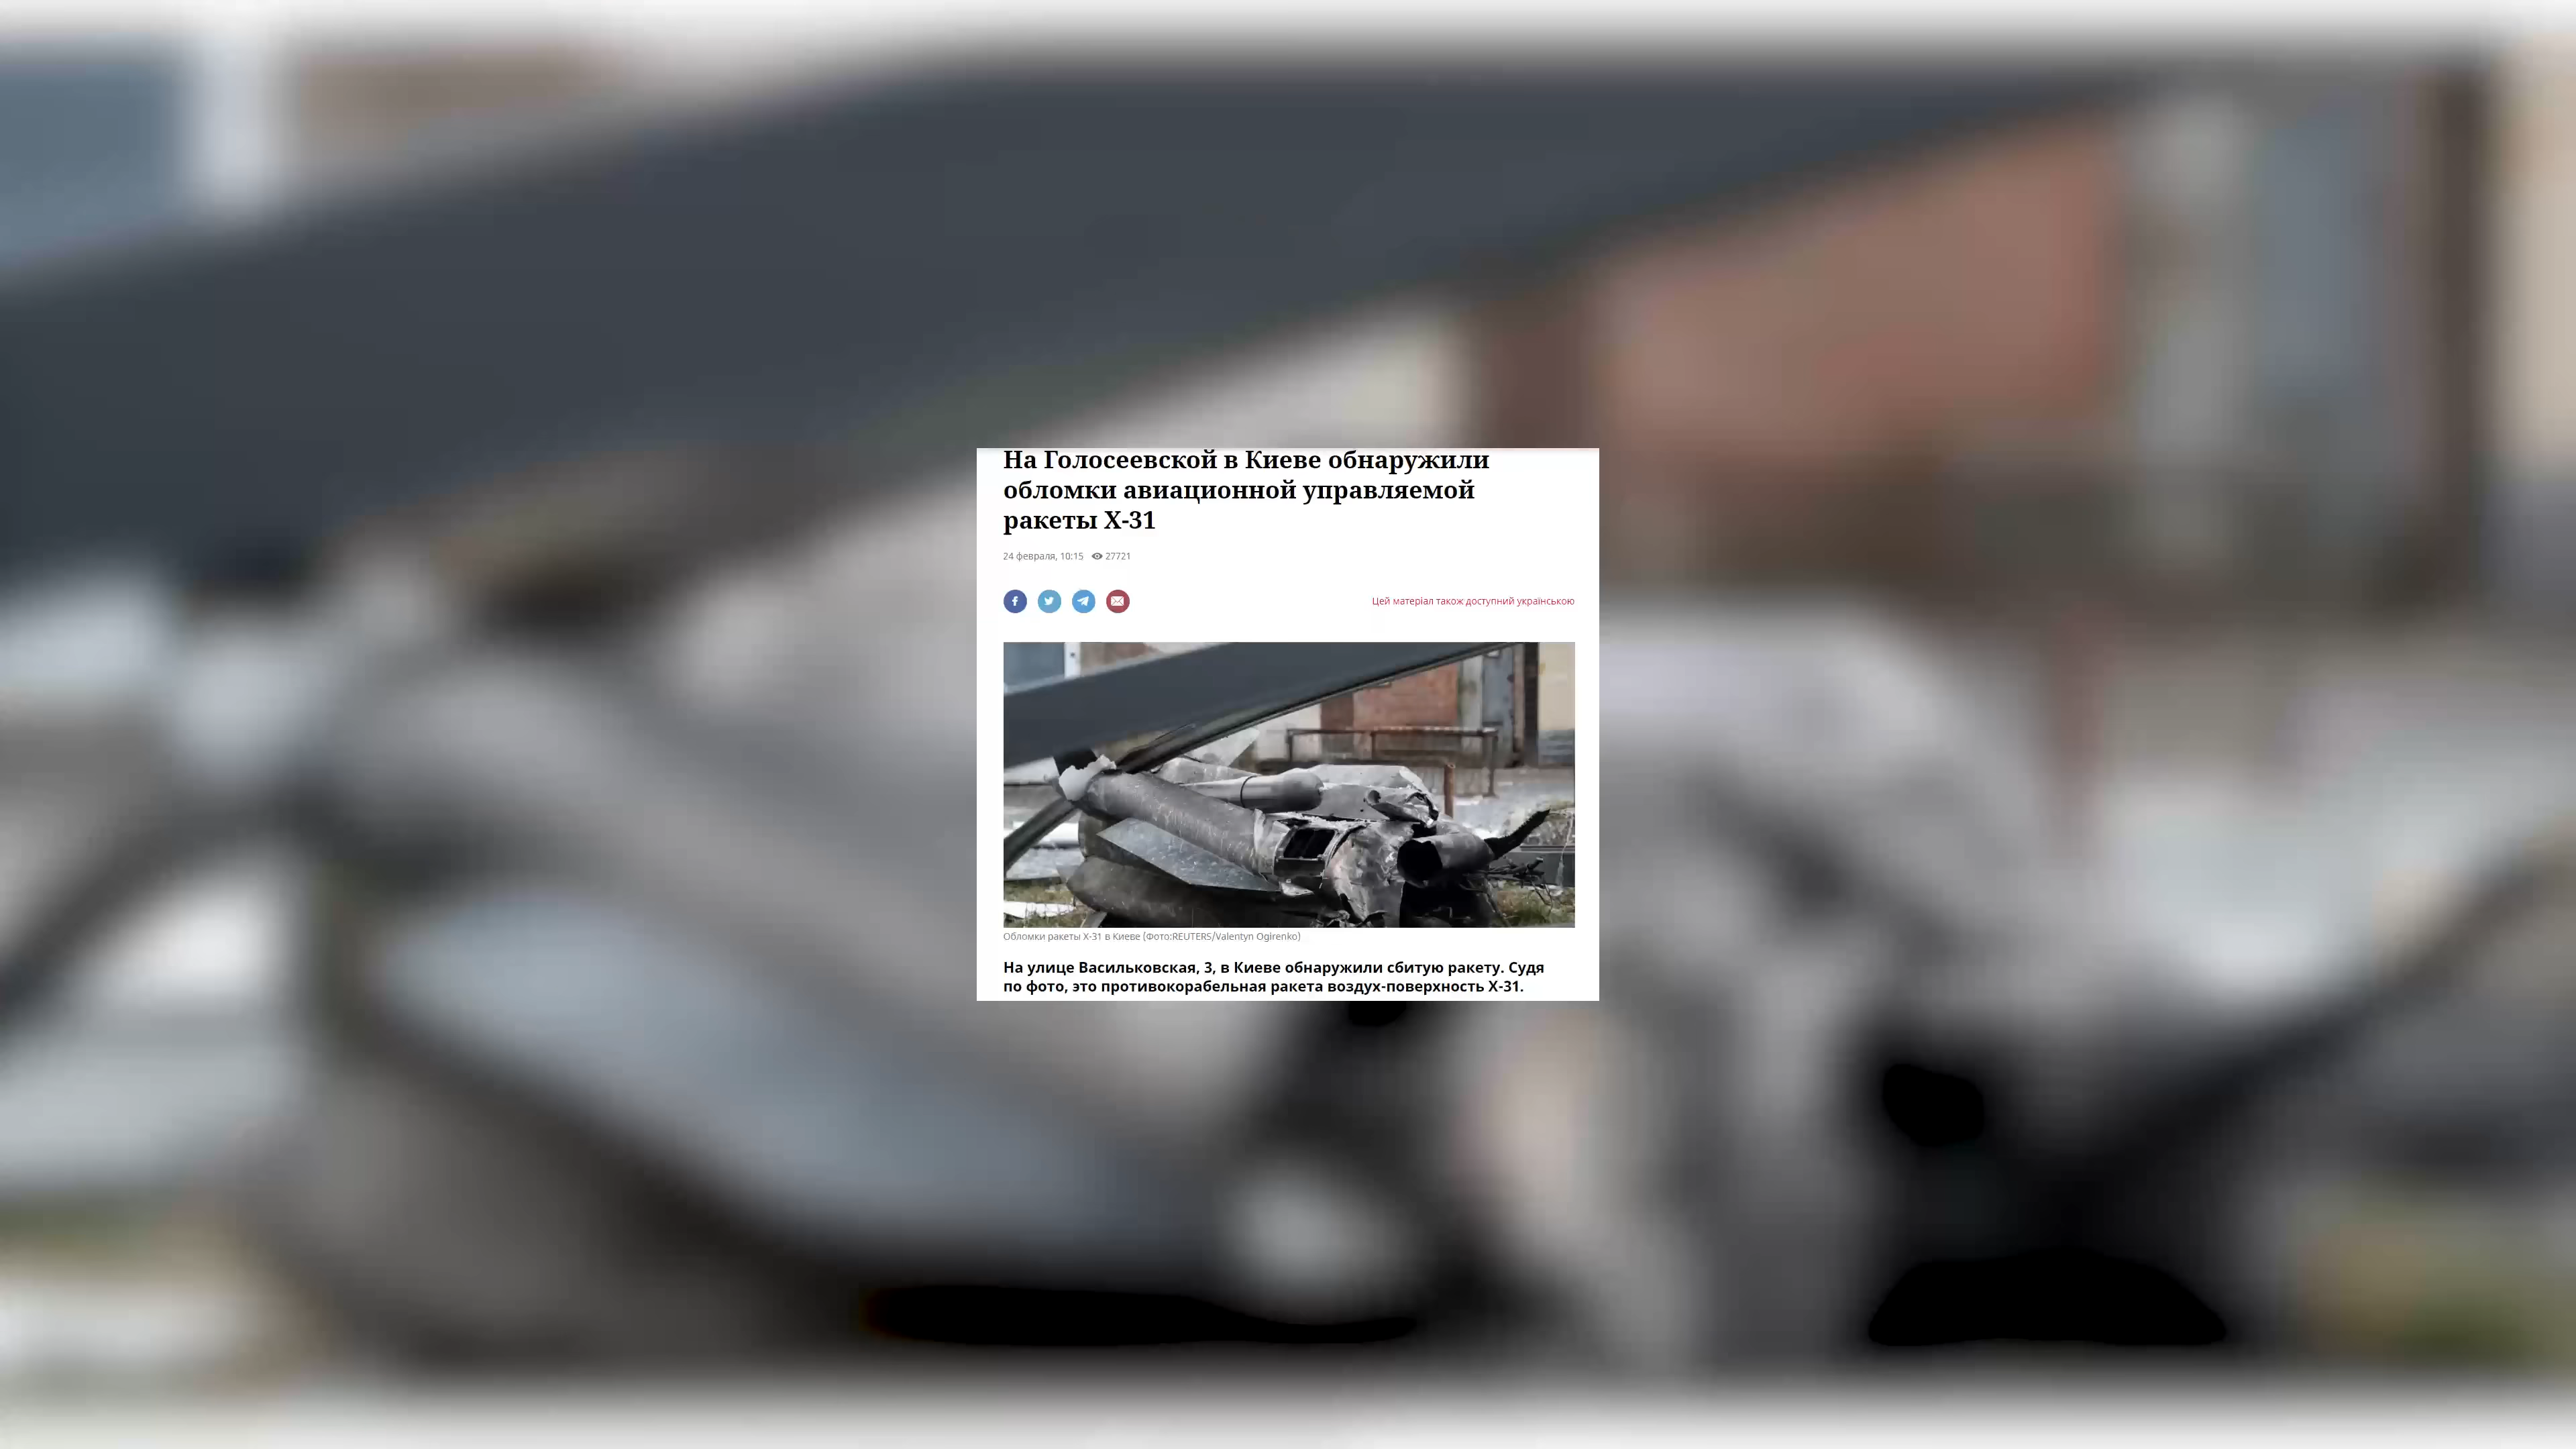 На Голосеевской в Киеве обнаружили
обломки авиационной управляемой
ракеты Х-31
24 февраля, 10:15 27721
Цей матеріал також доступний українською
Обломки ракеты Х-31 в Киеве (Фото:REUTERS/Valentyn Ogirenko)
На улице Васильковская, 3, в Киеве обнаружили сбитую ракету. Судя
по фото, это противокорабельная ракета воздух-поверхность Х-31.